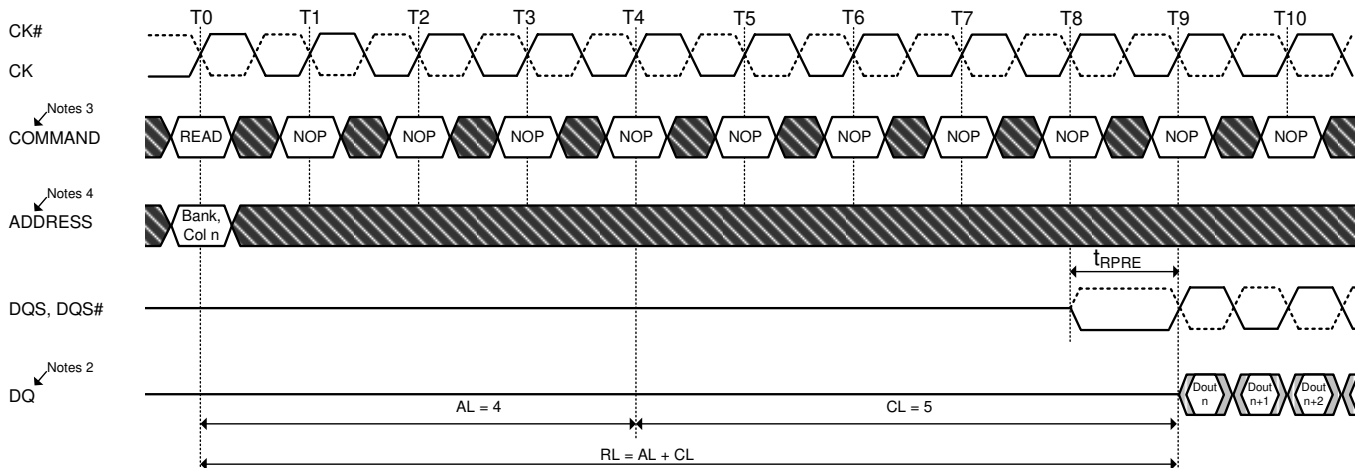 T0 T1 T2 T3 T4 T5 T6 T7 T8 T9 T10
CK#
CK
Notes 3
COMMAND
READ NOP NOP NOP NOP NOP NOP NOP NOP NOP NOP
Notes 4
ADDRESS
Bank,
Col n
tRPRE
DQS, DQS#
Notes 2
DQ
Dout Dout Dout
n n+1 n+2
AL = 4 CL = 5
RL = AL + CL